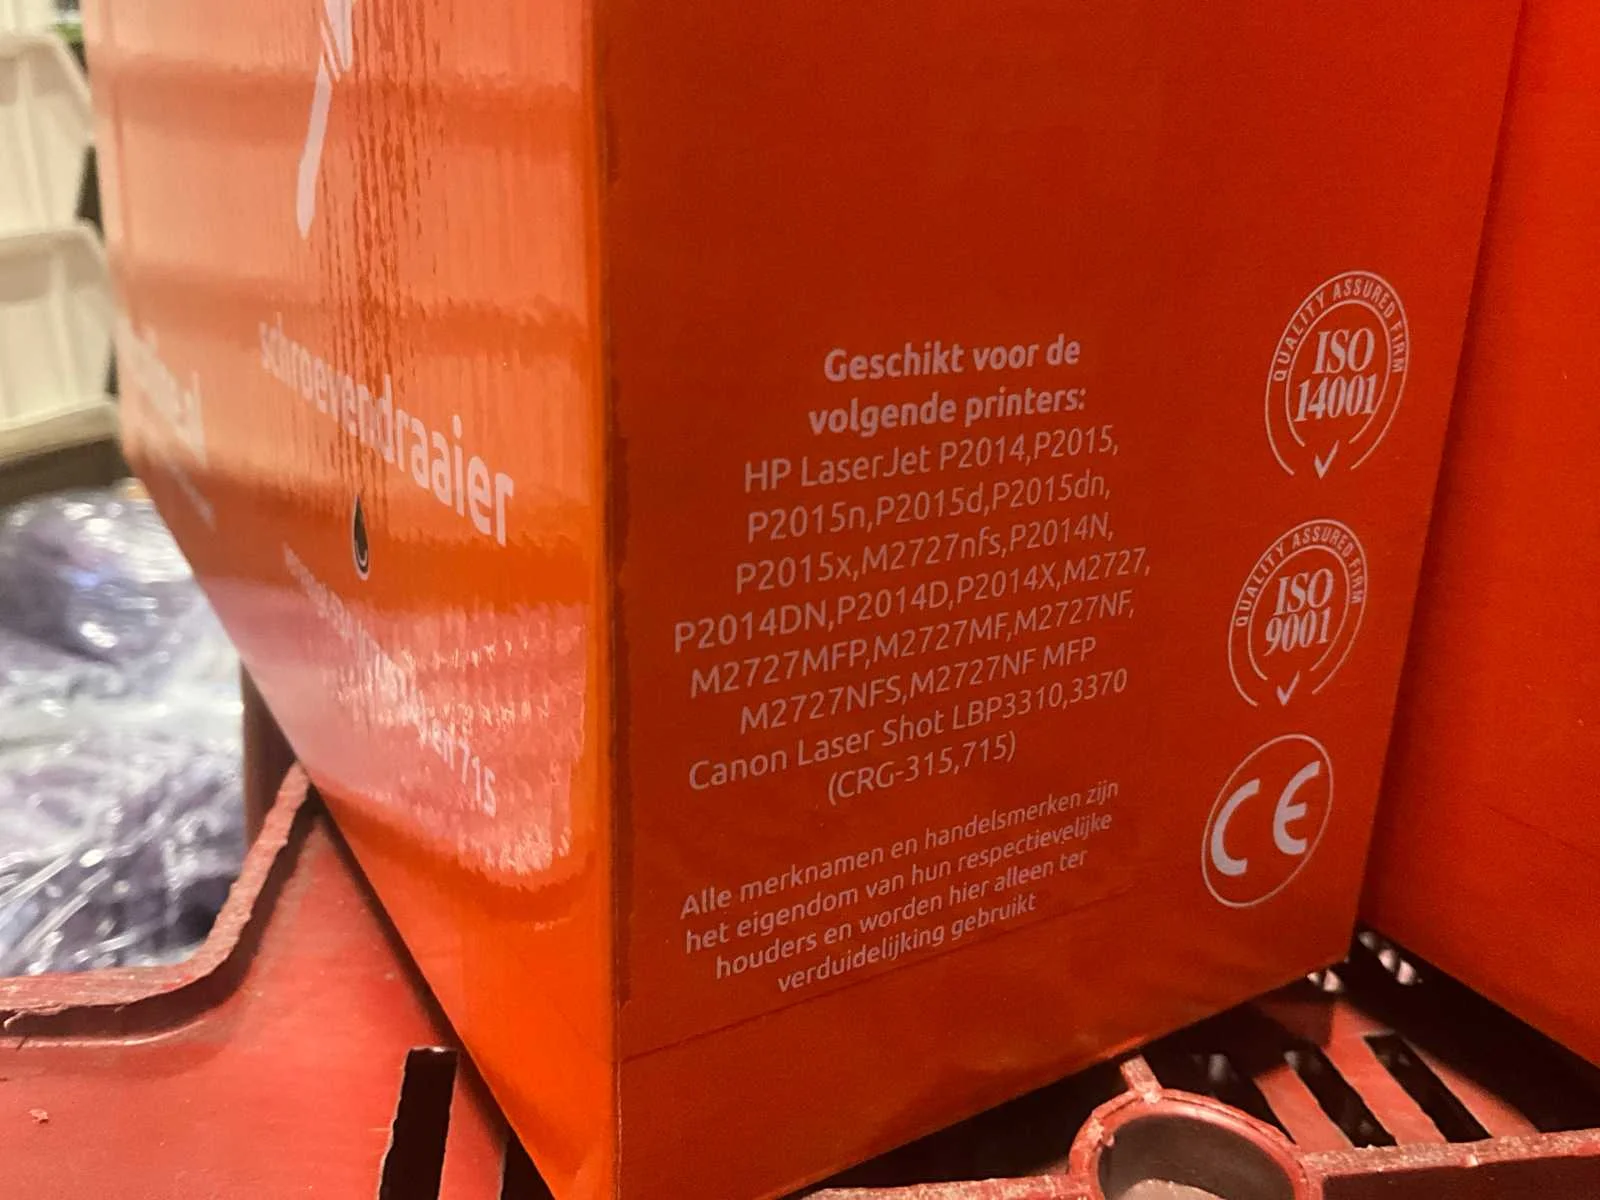 schroevendraaier
715
Geschikt voor de
volgende printers:
HP LaserJet P2014,P2015,
P2015n,P2015d,P2015dn,
P2015x,M2727nfs,P2014N,
P2014DN,P2014D,P2014X,M2727,
M2727MFP,M2727MF,M2727NF,
M2727NFS,M2727NF MFP
Canon Laser Shot LBP3310,3370
(CRG-315,715)
Alle merknamen en handelsmerken zijn
het eigendom van hun respectievelijke
houders en worden hier alleen ter
verduidelijking gebruikt
QUALITY ASSURED FIRM
ISO
14001
QUALITY ASSURED FIRM
ISO
9001
CE